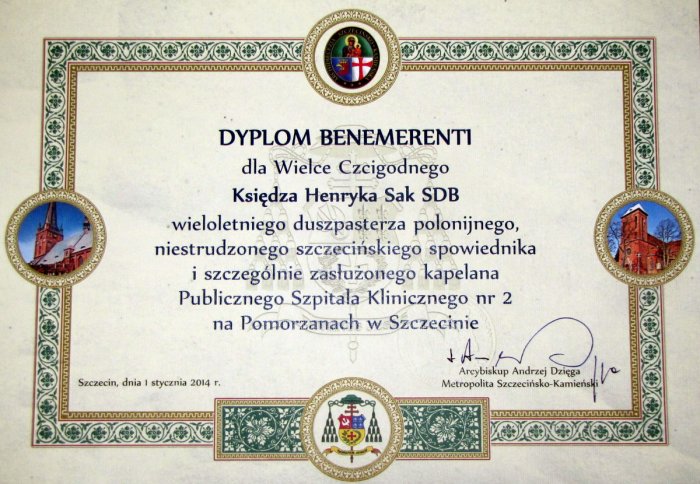 DYPLOM BENEMERENTI
dla Wielce Czcigodnego
Księdza Henryka Sak SDB
wieloletniego duszpasterza polonijnego,
niestrudzonego szczecińskiego spowiednika
i szczególnie zasłużonego kapelana
Publicznego Szpitala Klinicznego nr 2
na Pomorzanach w Szczecinie
Szczecin, dnia 1 stycznia 2014 r.
Arcybiskup Andrzej Dzięga
Metropolita Szczecińsko-Kamieński